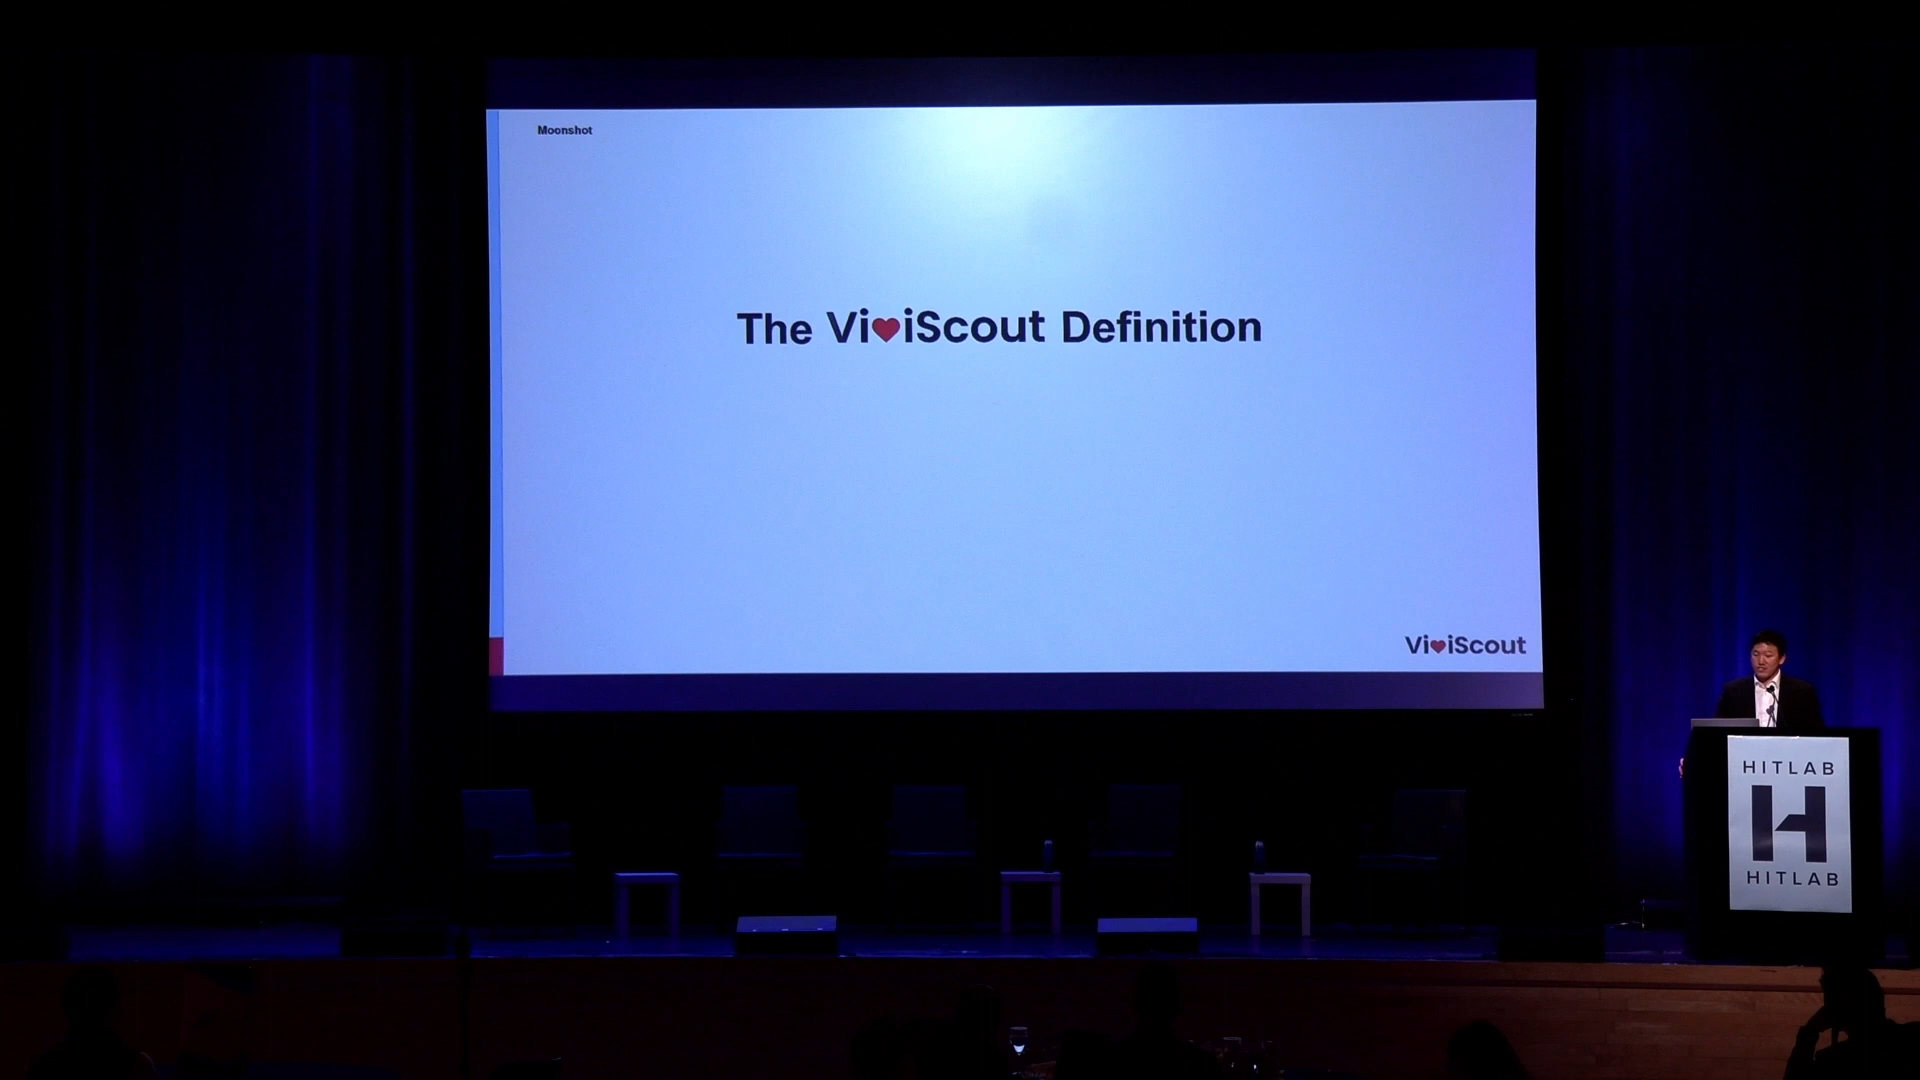 Moonshot
The Vi♥iScout Definition
Vi♥iScout
HITLAB
H
HITLAB